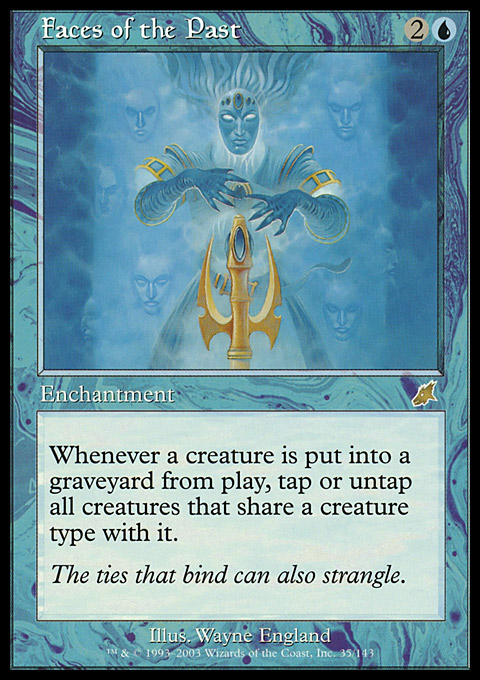 Faces of the Past 2
Enchantment
Whenever a creature is put into a
graveyard from play, tap or untap
all creatures that share a creature
type with it.
The ties that bind can also strangle.
Illus. Wayne England
™ & © 1993–2003 Wizards of the Coast, Inc. 35/143